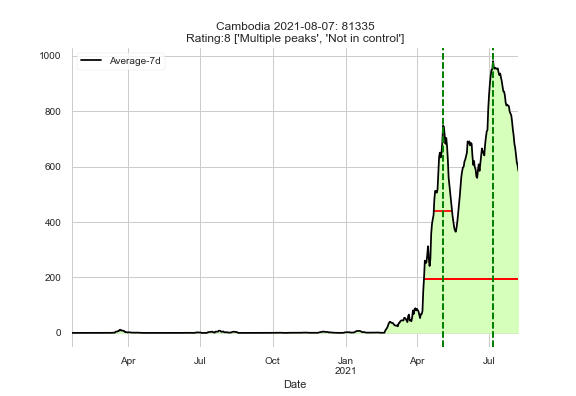 Cambodia 2021-08-07: 81335
Rating:8 ['Multiple peaks', 'Not in control']
Average-7d
1000
800
600
400
200
0
Apr Jul Oct Jan Apr Jul
2021
Date